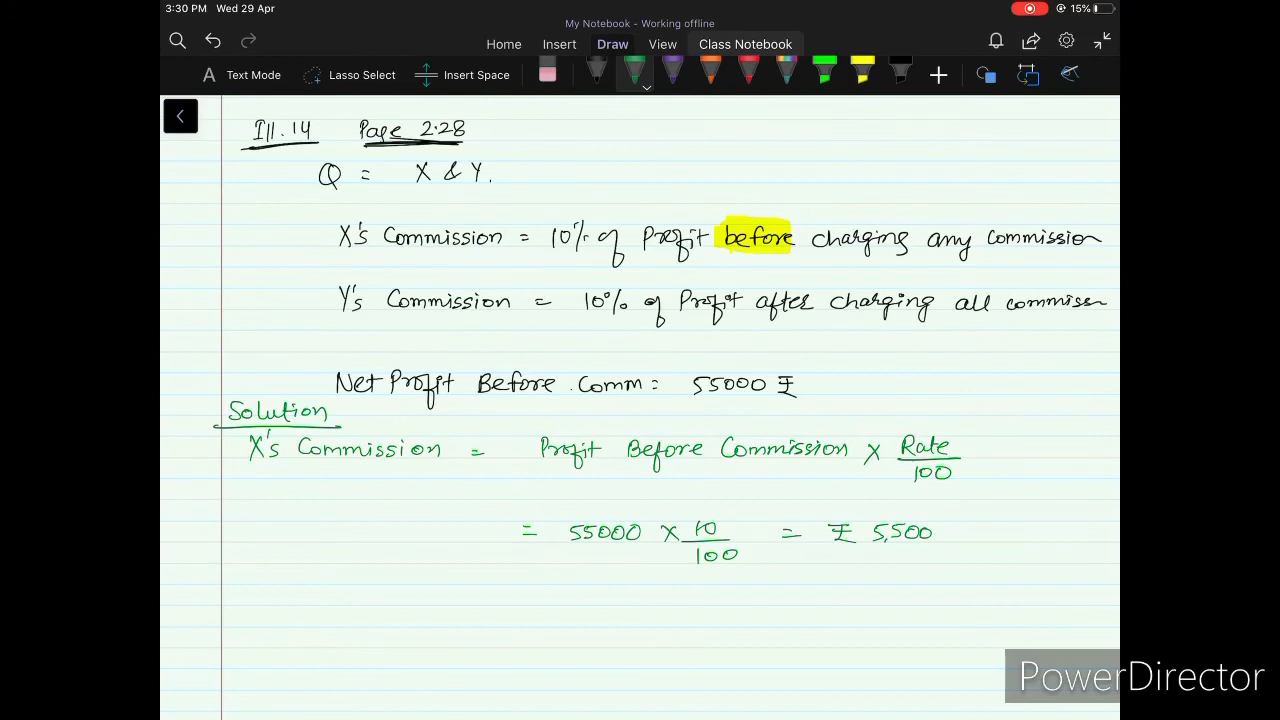 3:30 PM Wed 29 Apr
15%
My Notebook - Working offline
Home Insert Draw View Class Notebook
A Text Mode Lasso Select Insert Space
Ill.14 Page 2.28
Q = X & Y.
X's Commission = 10% of Profit before charging any commission
Y's Commission = 10% of Profit after charging all commission
Net Profit Before Comm = 55000 ₹
Solution
X's Commission = Profit Before Commission X Rate/100
= 55000 X 10/100 = ₹ 5,500
PowerDirector